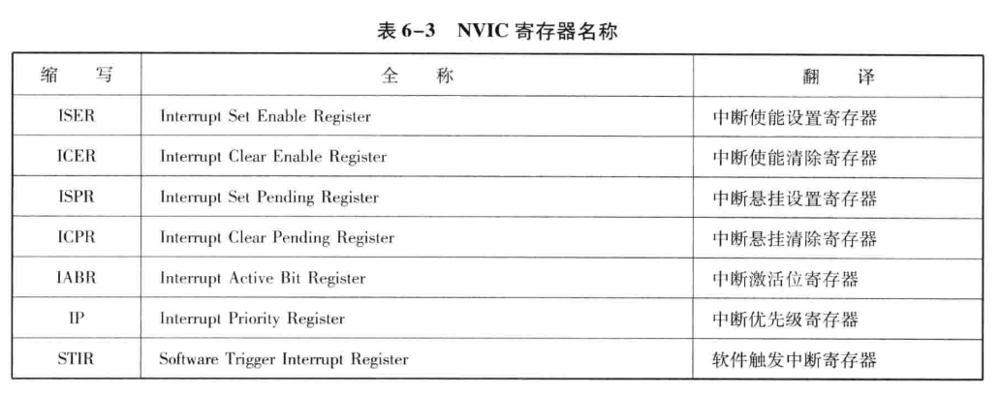 表 6-3 NVIC 寄存器名称
缩 写 全 称 翻 译
ISER Interrupt Set Enable Register 中断使能设置寄存器
ICER Interrupt Clear Enable Register 中断使能清除寄存器
ISPR Interrupt Set Pending Register 中断悬挂设置寄存器
ICPR Interrupt Clear Pending Register 中断悬挂清除寄存器
IABR Interrupt Active Bit Register 中断激活位寄存器
IP Interrupt Priority Register 中断优先级寄存器
STIR Software Trigger Interrupt Register 软件触发中断寄存器